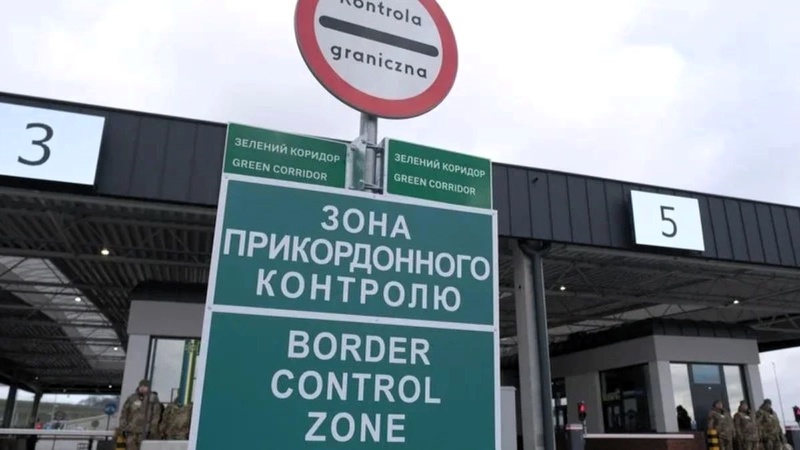 Kontrola
graniczna
3
ЗЕЛЕНИЙ КОРИДОР
GREEN CORRIDOR
ЗЕЛЕНИЙ КОРИДОР
GREEN CORRIDOR
5
ЗОНА
ПРИКОРДОННОГО
КОНТРОЛЮ
BORDER
CONTROL
ZONE